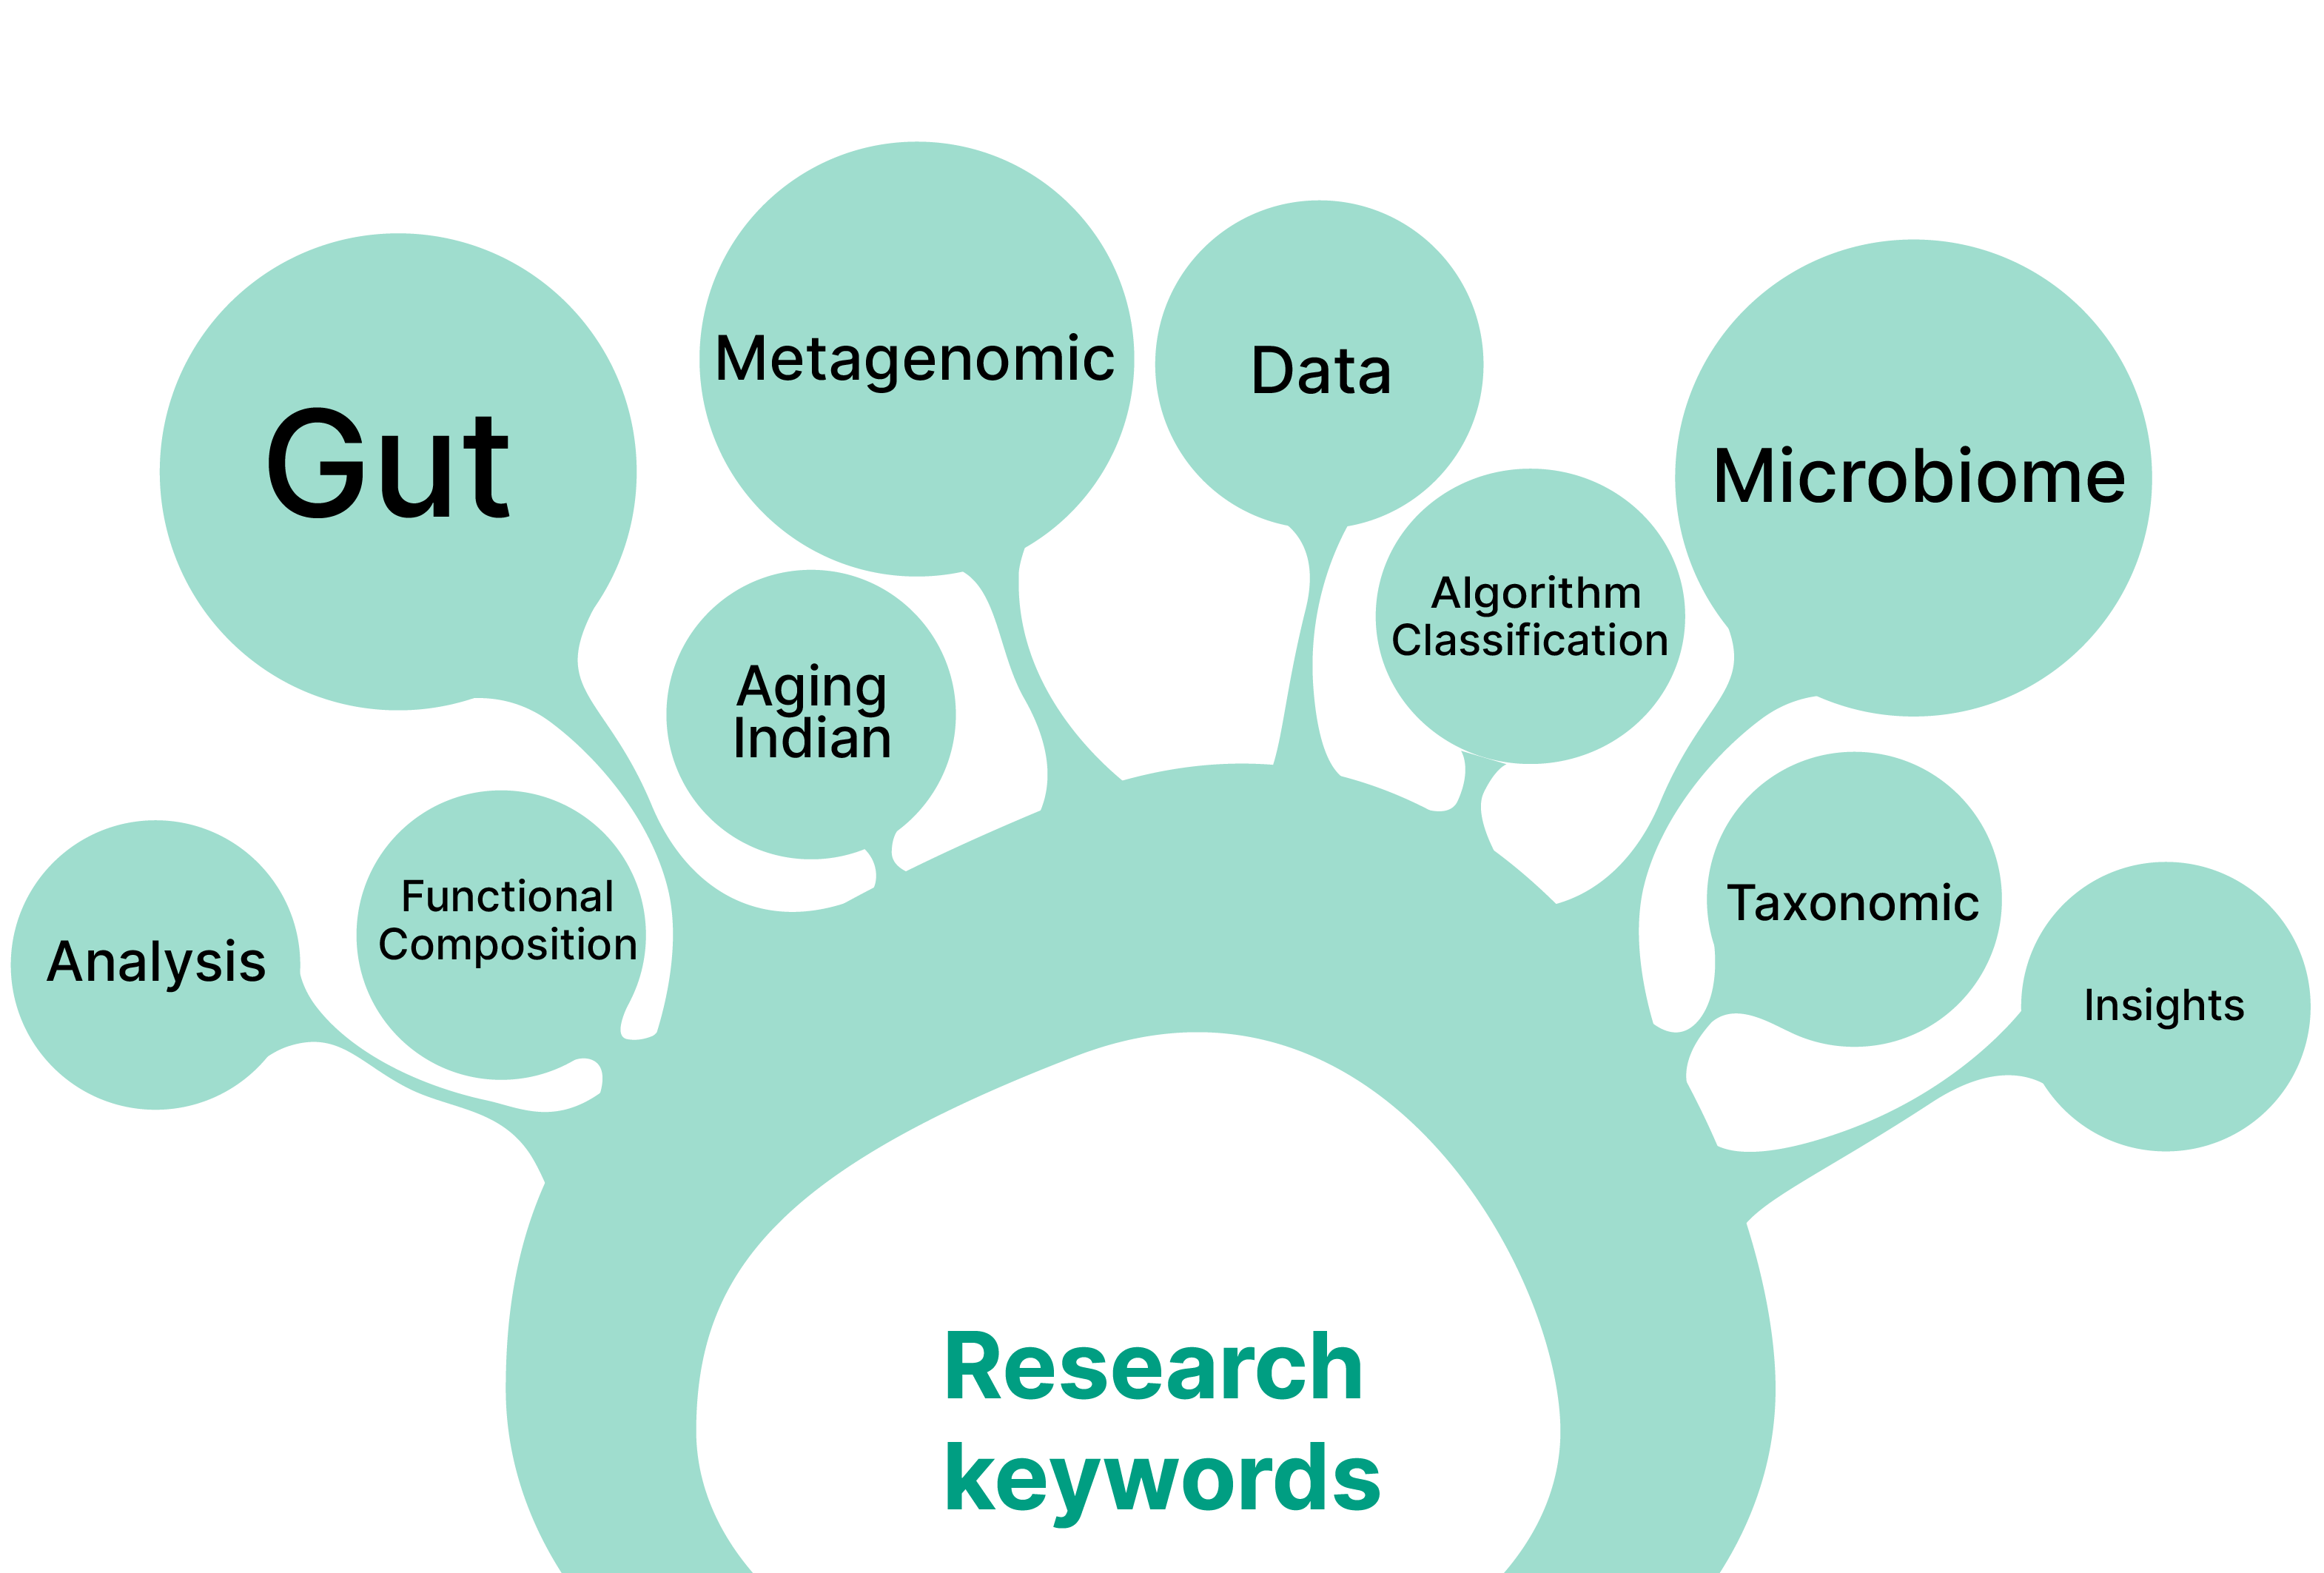 Gut
Metagenomic
Data
Microbiome
Algorithm
Classification
Aging
Indian
Functional
Composition
Analysis
Taxonomic
Insights
Research
keywords